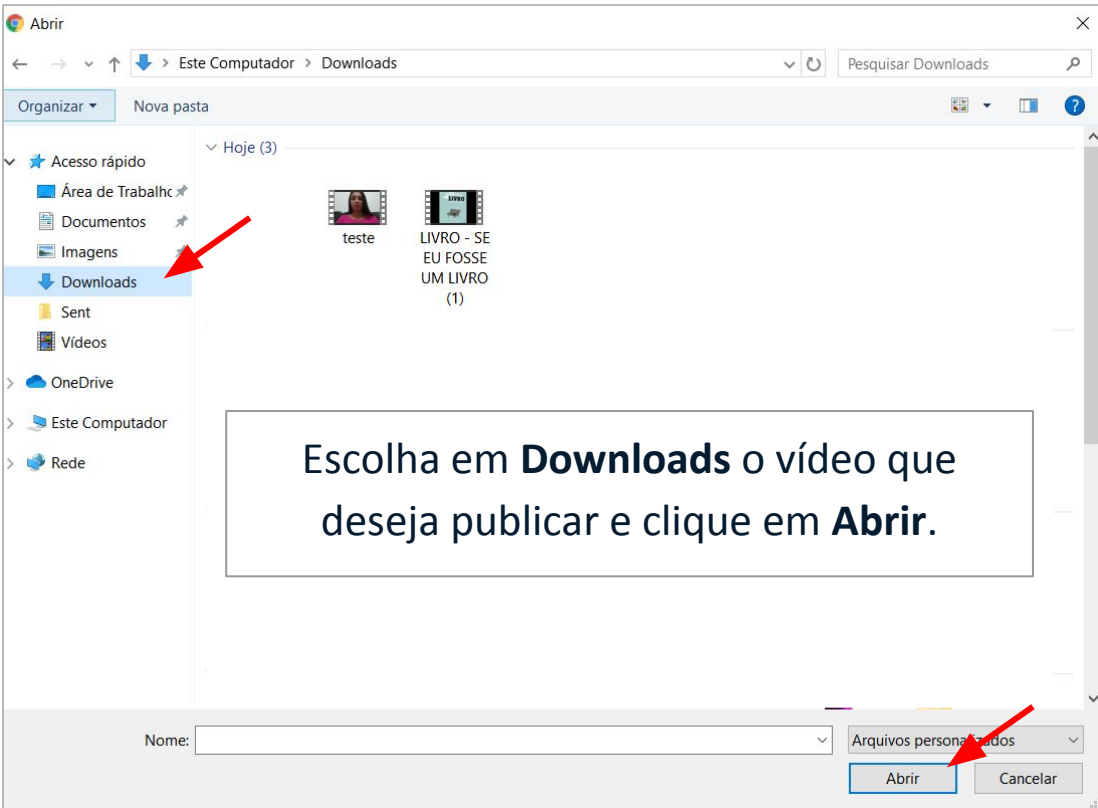 Abrir
Este Computador > Downloads
Pesquisar Downloads
Organizar
Nova pasta
Hoje (3)
Acesso rápido
Área de Trabalho
Documentos
Imagens
Downloads
Sent
Vídeos
OneDrive
Este Computador
Rede
teste
LIVRO
LIVRO - SE
EU FOSSE
UM LIVRO
(1)
Escolha em Downloads o vídeo que
deseja publicar e clique em Abrir.
Nome:
Arquivos personalizados
Abrir
Cancelar